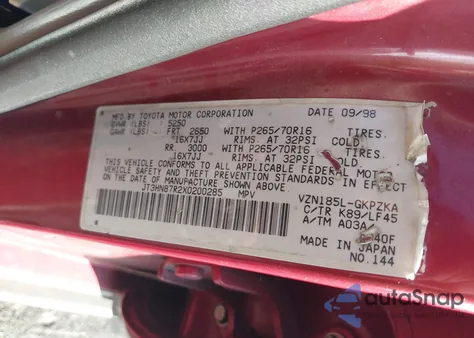 MFD BY TOYOTA MOTOR CORPORATION DATE 09/98
GVWR (LBS) 5250
GAWR (LBS) FRT 2650 WITH P265/70R16 TIRES.
16X7JJ RIMS. AT 32PSI COLD.
RR 3000 WITH P265/70R16 TIRES.
16X7JJ RIMS. AT 32PSI COLD.
THIS VEHICLE CONFORMS TO ALL APPLICABLE FEDERAL MOTOR
VEHICLE SAFETY AND THEFT PREVENTION STANDARDS IN EFFECT
ON THE DATE OF MANUFACTURE SHOWN ABOVE.
JT3HN87R2X0200285 MPV
VZN185L-GKPZKA
C/TR K89/LF45
A/TM A03A/
40F
MADE IN JAPAN
NO.144
autoSnap